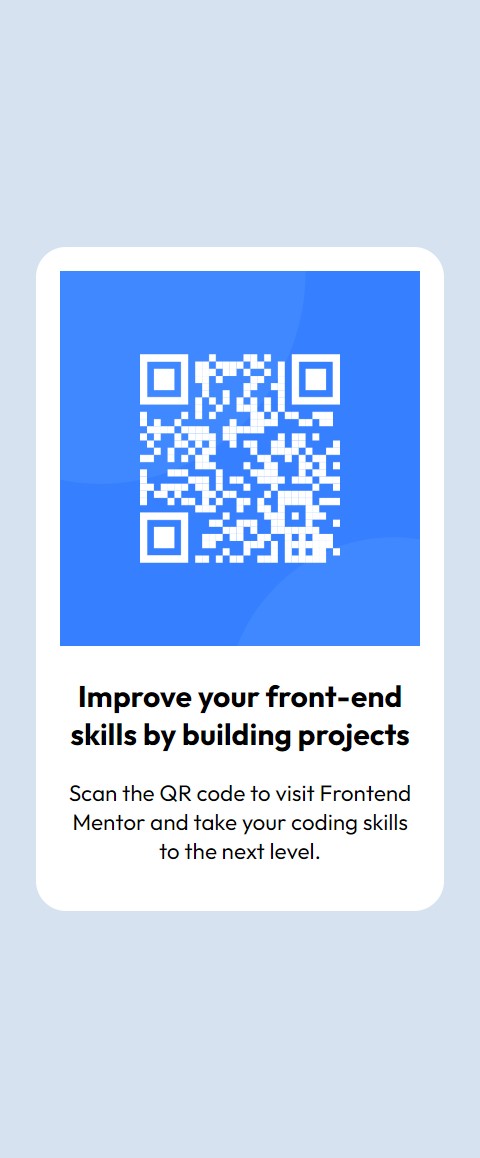 Improve your front-end
skills by building projects
Scan the QR code to visit Frontend
Mentor and take your coding skills
to the next level.